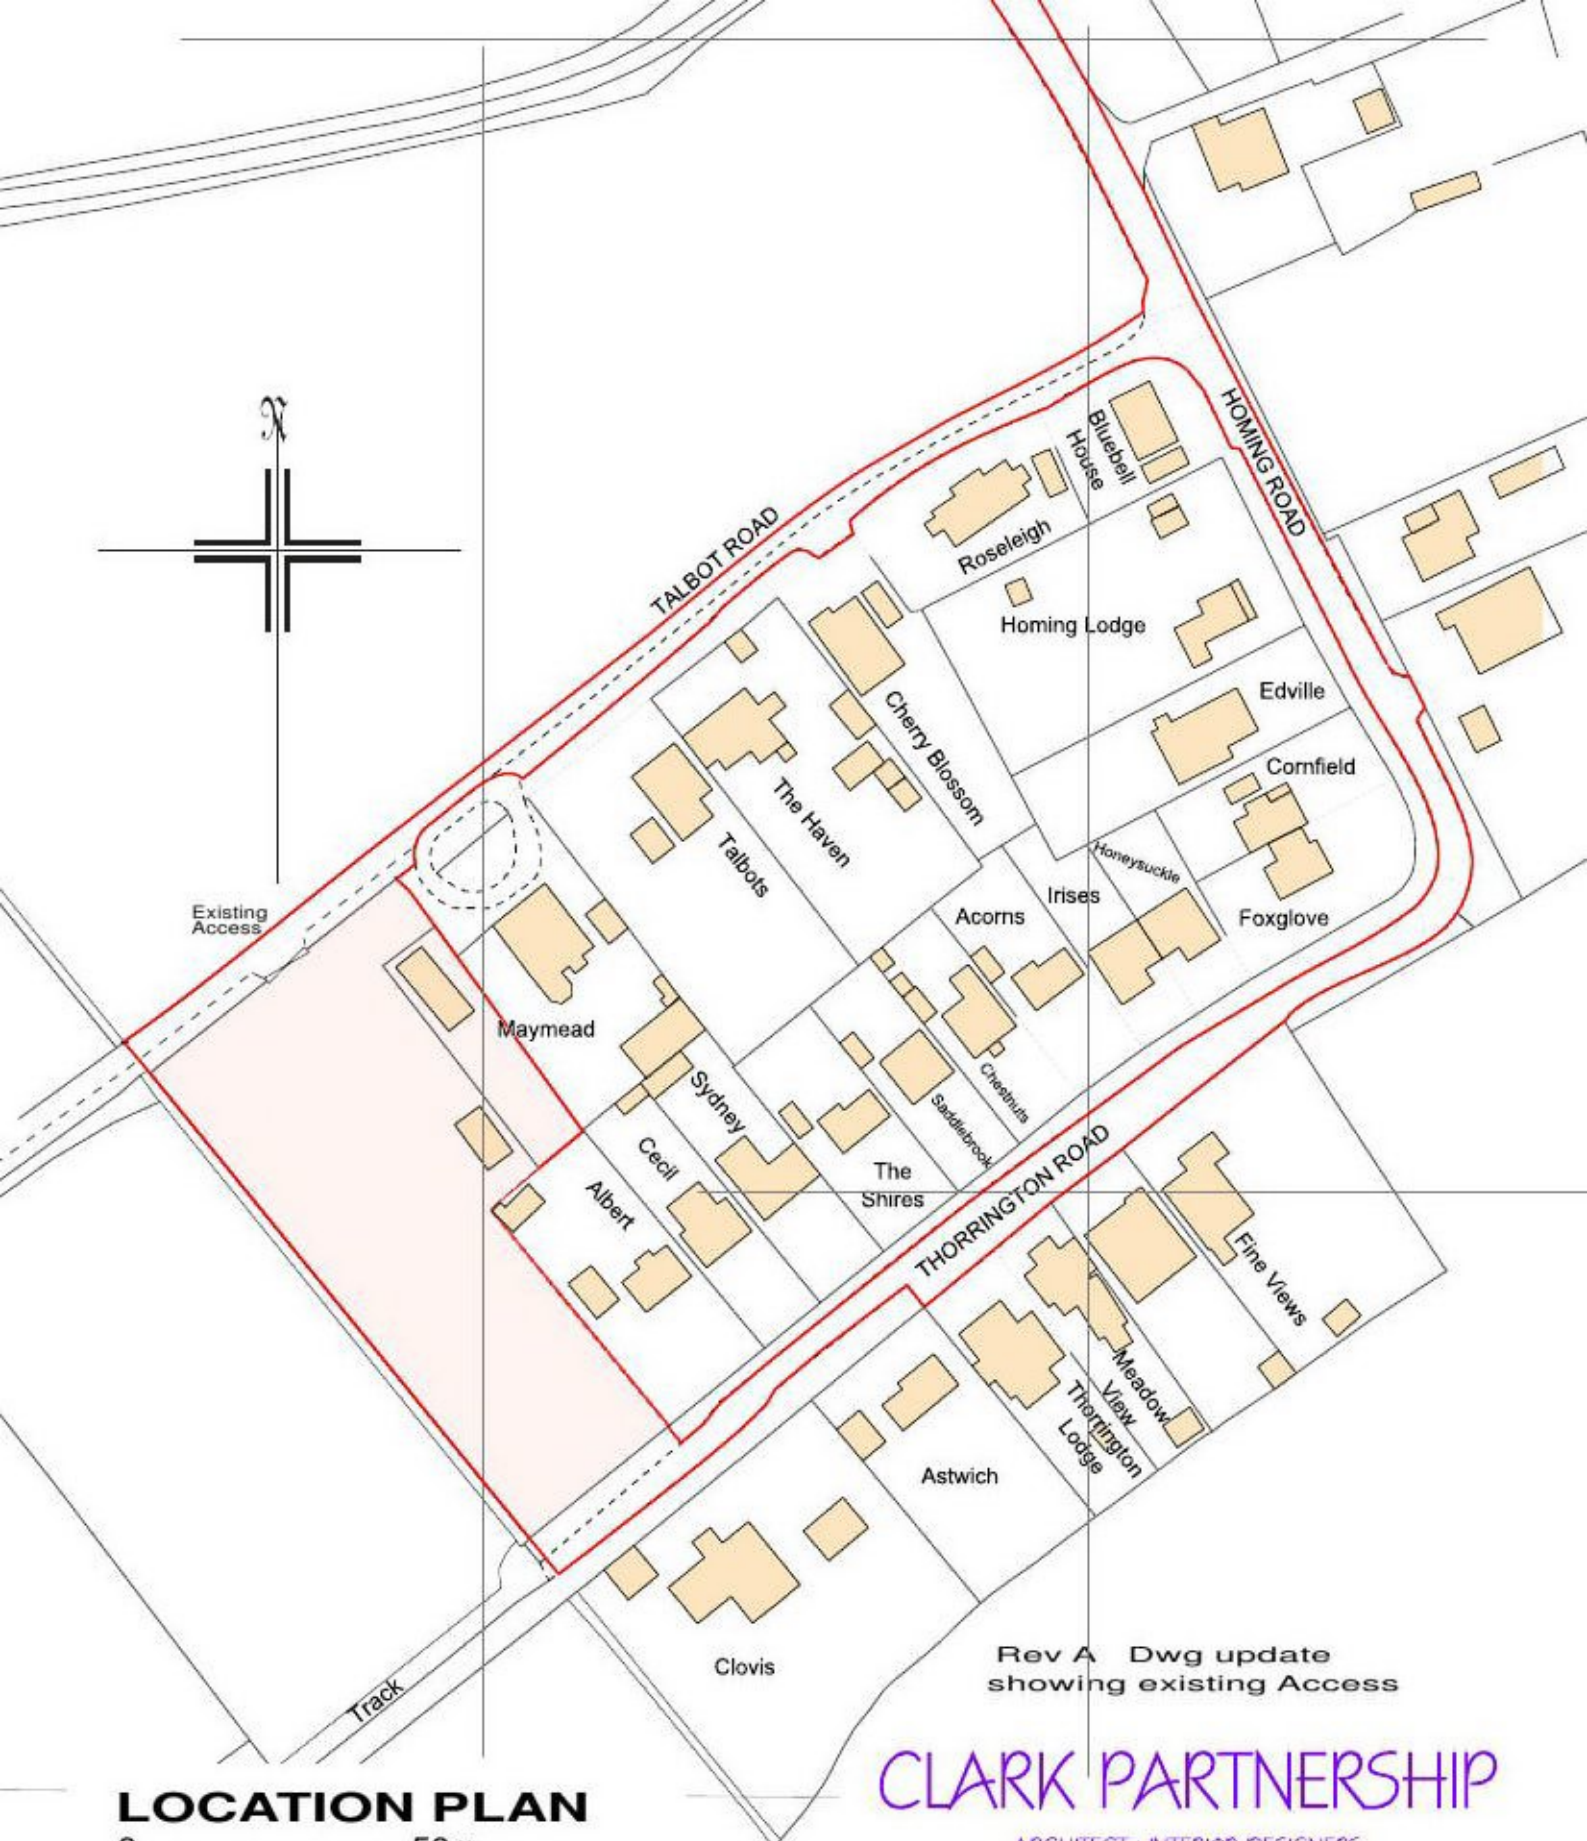 N
TALBOT ROAD
HOMING ROAD
Bluebell
House
Roseleigh
Homing Lodge
Edville
Cherry Blossom
Cornfield
The Haven
Talbots
Honeysuckle
Irises
Acorns
Foxglove
Existing
Access
Maymead
Sydney
Chestnuts
Saddlebrook
Cecil
The
Shires
Albert
THORRINGTON ROAD
Fine Views
Meadow
View
Thorrington
Lodge
Astwich
Clovis
Track
Rev A Dwg update
showing existing Access
CLARK PARTNERSHIP
LOCATION PLAN